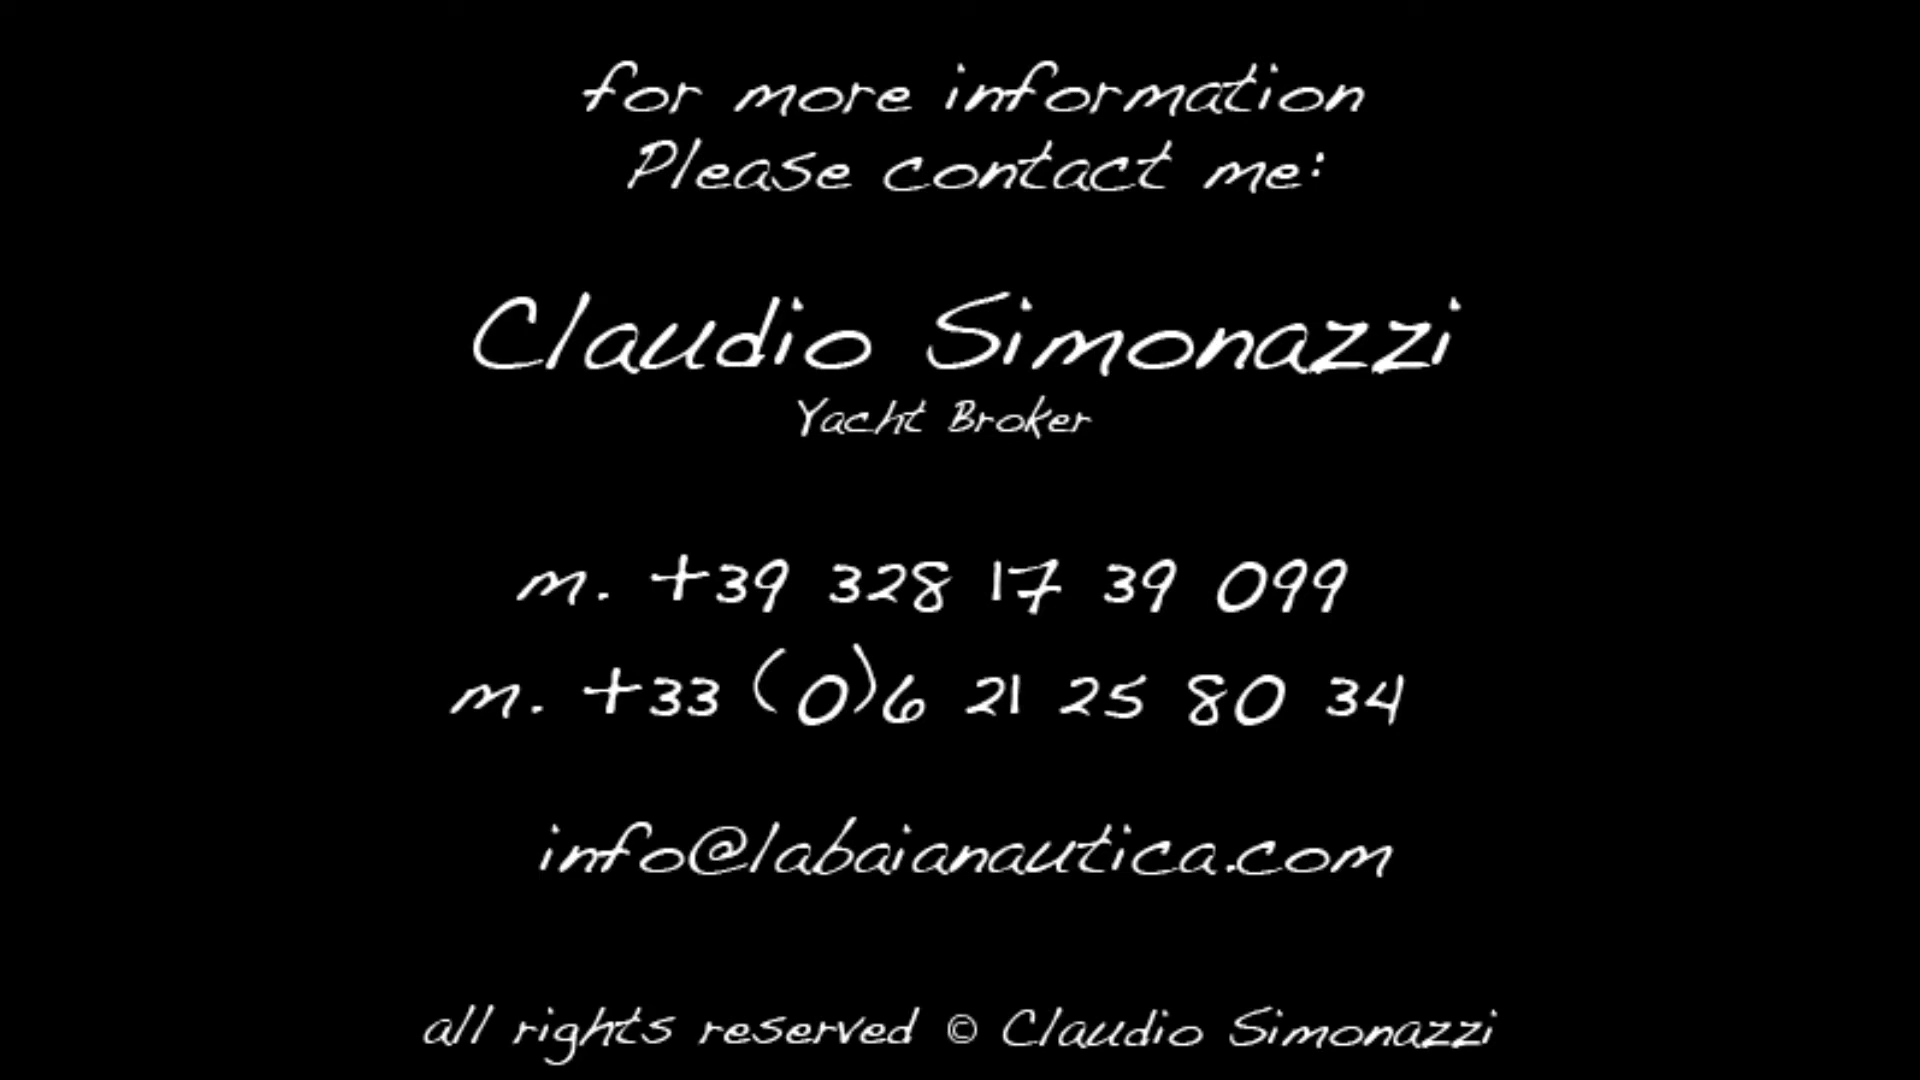 for more information
Please contact me:
Claudio Simonazzi
Yacht Broker
m. +39 328 17 39 099
m. +33 (0)6 21 25 80 34
info@labaianautica.com
all rights reserved © Claudio Simonazzi